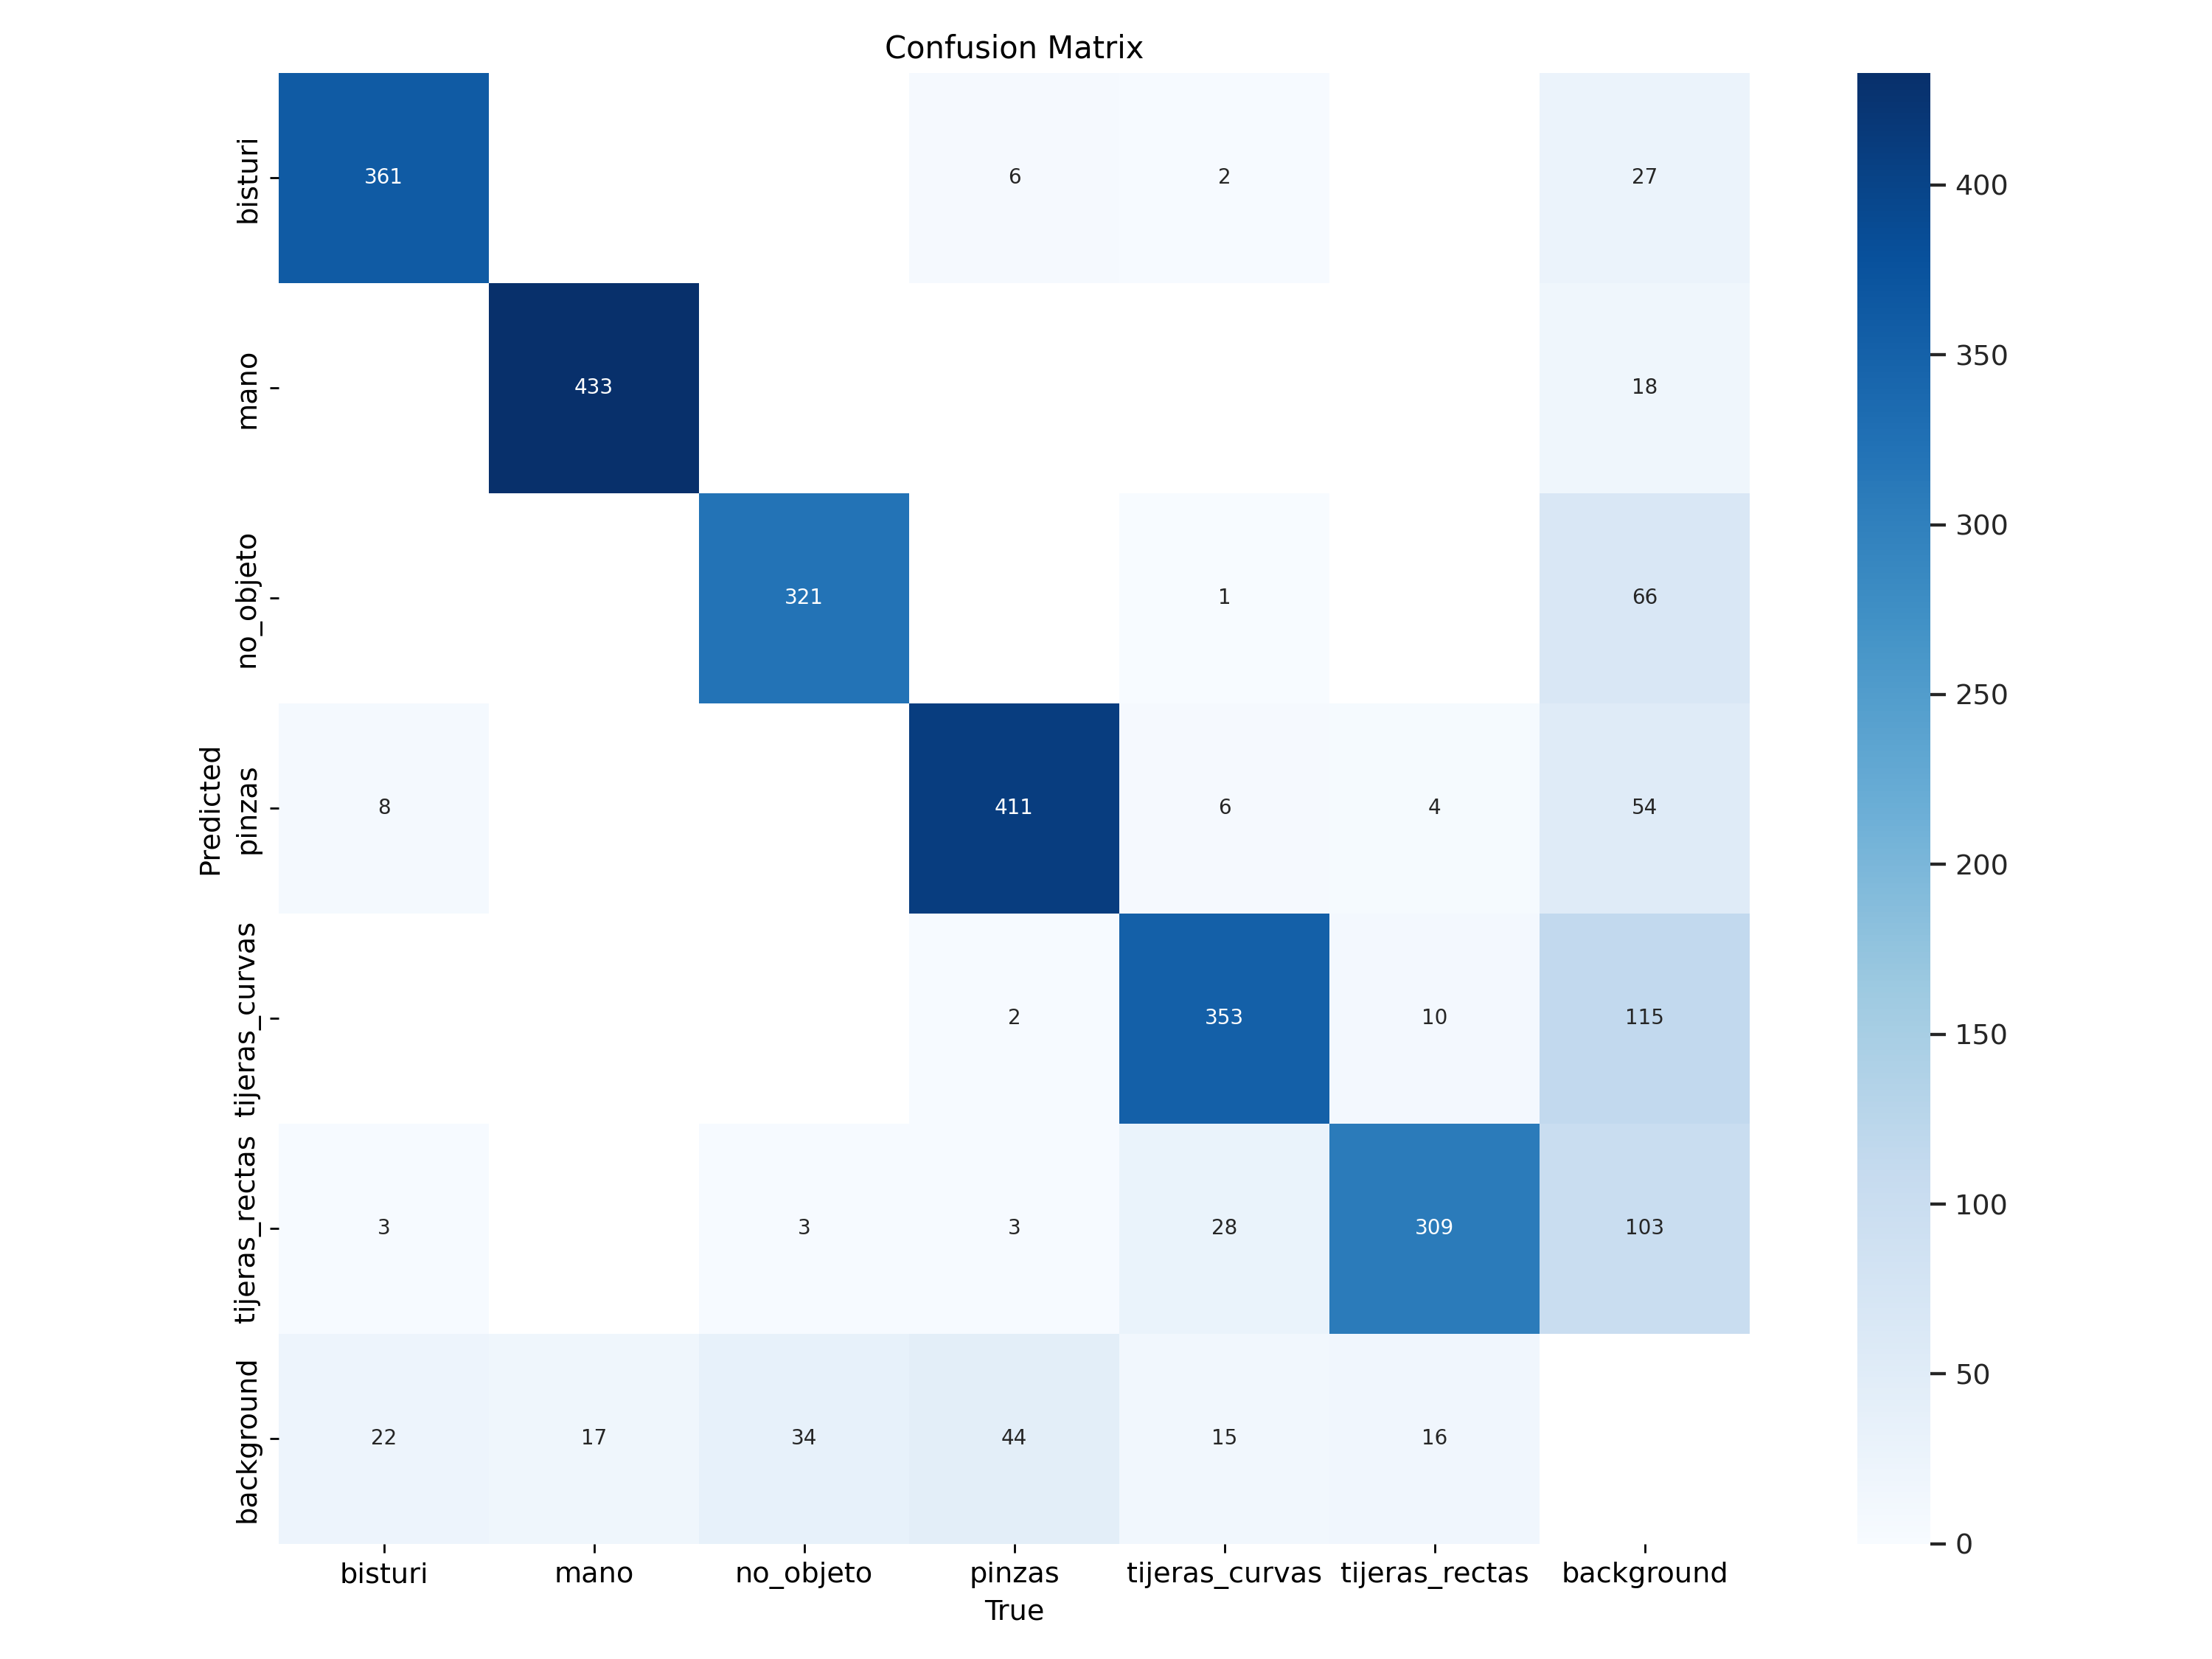 Confusion Matrix
bisturi 361 6 2 27
mano 433 18
no_objeto 321 1 66
pinzas 8 411 6 4 54
tijeras_curvas 2 353 10 115
tijeras_rectas 3 3 3 28 309 103
background 22 17 34 44 15 16
Predicted
bisturi mano no_objeto pinzas tijeras_curvas tijeras_rectas background
True
400
350
300
250
200
150
100
50
0